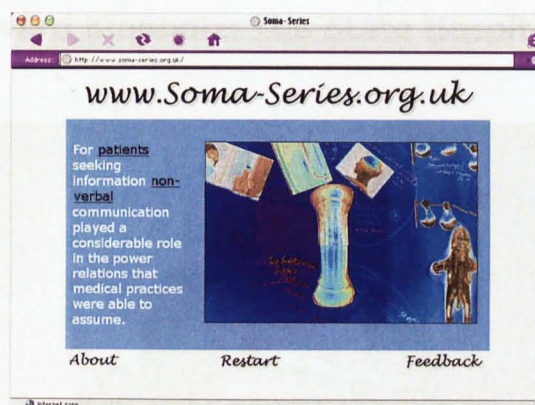 Soma-Series
Address: http://www.soma-series.org.uk/
www.Soma-Series.org.uk
For patients
seeking
information non-
verbal
communication
played a
considerable role
in the power
relations that
medical practices
were able to
assume.
About Restart Feedback
Internet zone